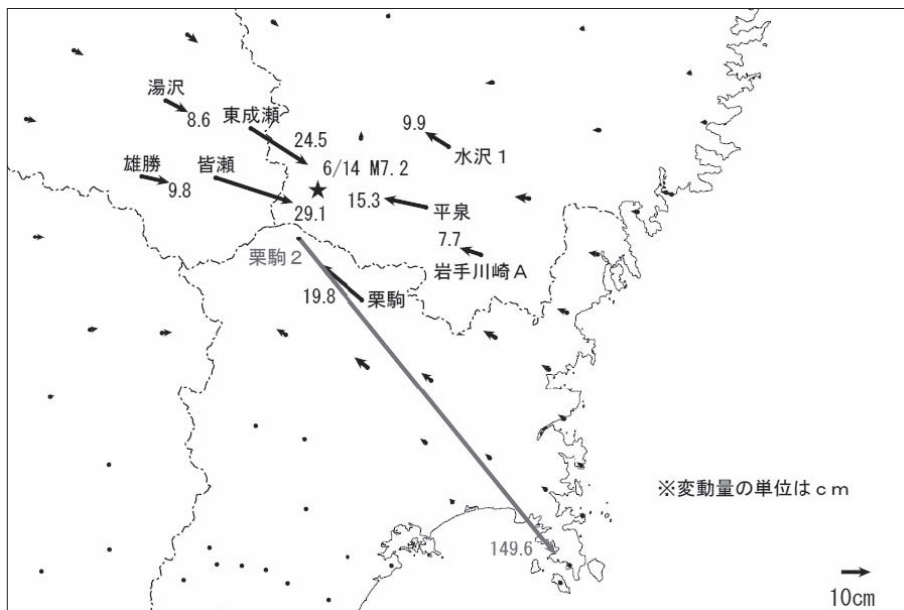 湯沢
8.6
東成瀬
24.5
9.9
水沢１
6/14 M7.2
雄勝
9.8
皆瀬
29.1
15.3
平泉
7.7
岩手川崎Ａ
栗駒２
19.8
栗駒
※変動量の単位はｃｍ
149.6
10cm